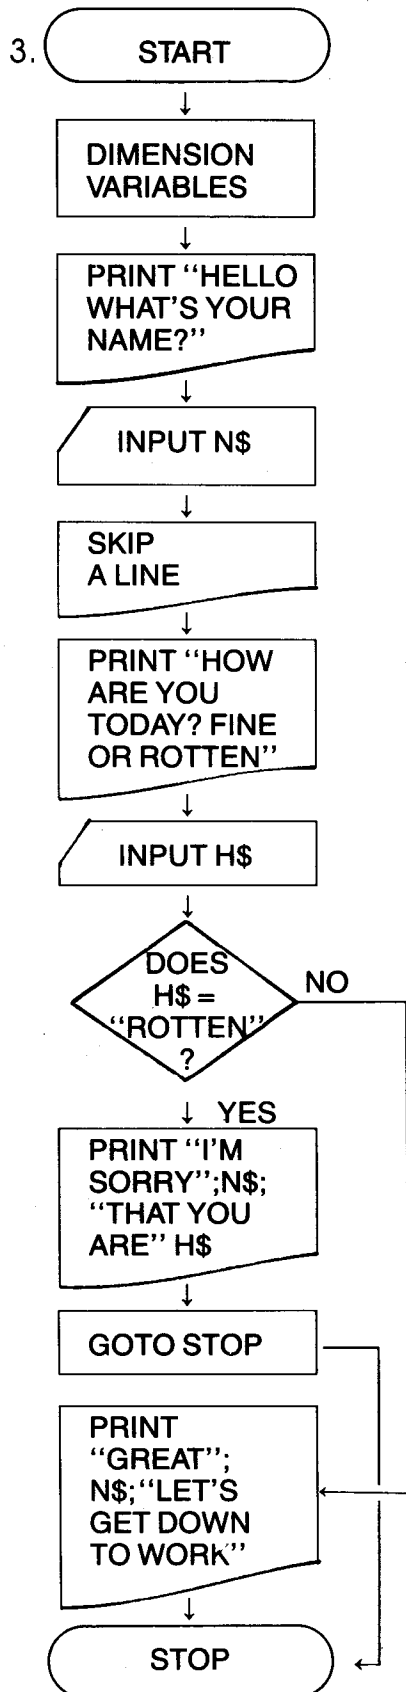 3.
START
DIMENSION
VARIABLES
PRINT ‘‘HELLO
WHAT'S YOUR
NAME?’’
INPUT N$
SKIP
A LINE
PRINT ‘‘HOW
ARE YOU
TODAY? FINE
OR ROTTEN’’
INPUT H$
DOES
H$ =
‘‘ROTTEN’’
?
NO
YES
PRINT ‘‘I'M
SORRY’’;N$;
‘‘THAT YOU
ARE’’ H$
GOTO STOP
PRINT
‘‘GREAT’’;
N$;‘‘LET'S
GET DOWN
TO WORK’’
STOP